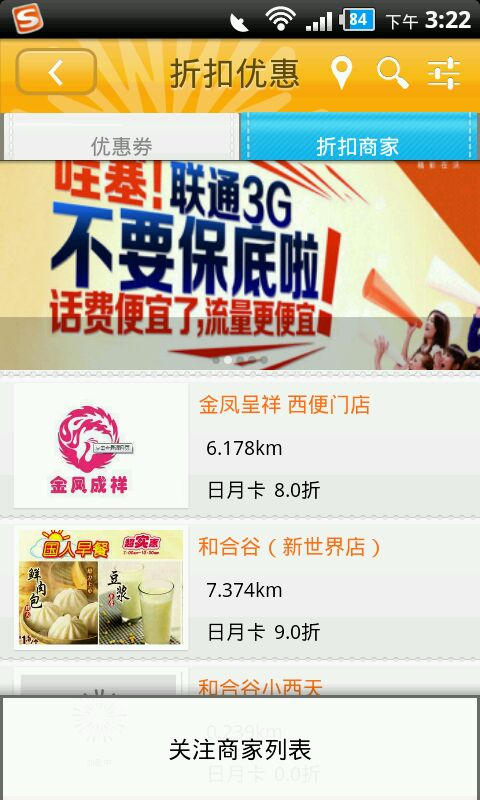 84 下午 3:22
折扣优惠
优惠券
折扣商家
哇塞!联通3G
不要保底啦!
话费便宜了,流量更便宜
金凤成祥
金凤呈祥 西便门店
6.178km
日月卡 8.0折
国人早餐
超实惠
鲜肉包
豆浆
和合谷（新世界店）
7.374km
日月卡 9.0折
和合谷小西天
0.239km
日月卡 0.0折
关注商家列表